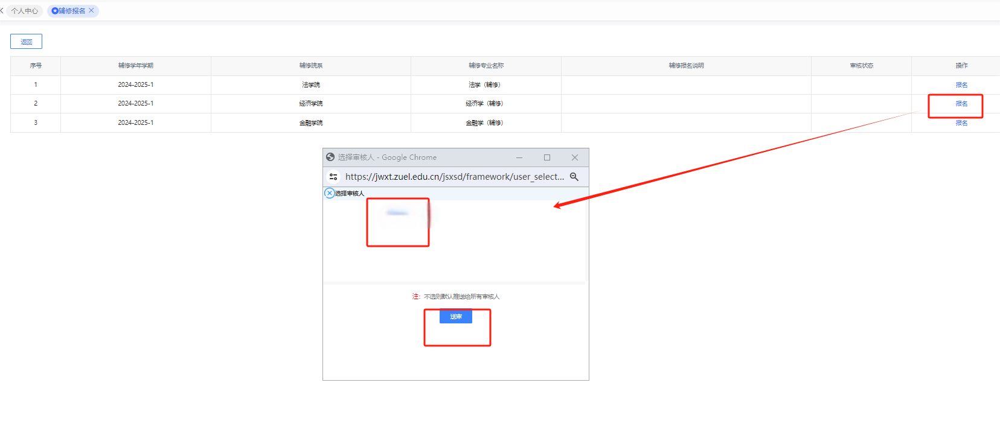 个人中心 辅修报名
返回
序号 辅修学年学期 辅修院系 辅修专业名称 辅修报名说明 审核状态 操作
1 2024-2025-1 法学院 法学（辅修） 报名
2 2024-2025-1 经济学院 经济学（辅修） 报名
3 2024-2025-1 金融学院 金融学（辅修） 报名
选择审核人 - Google Chrome
https://jwxt.zuel.edu.cn/jsxsd/framework/user_select...
选择审核人
注：不选则默认推送给所有审核人
送审